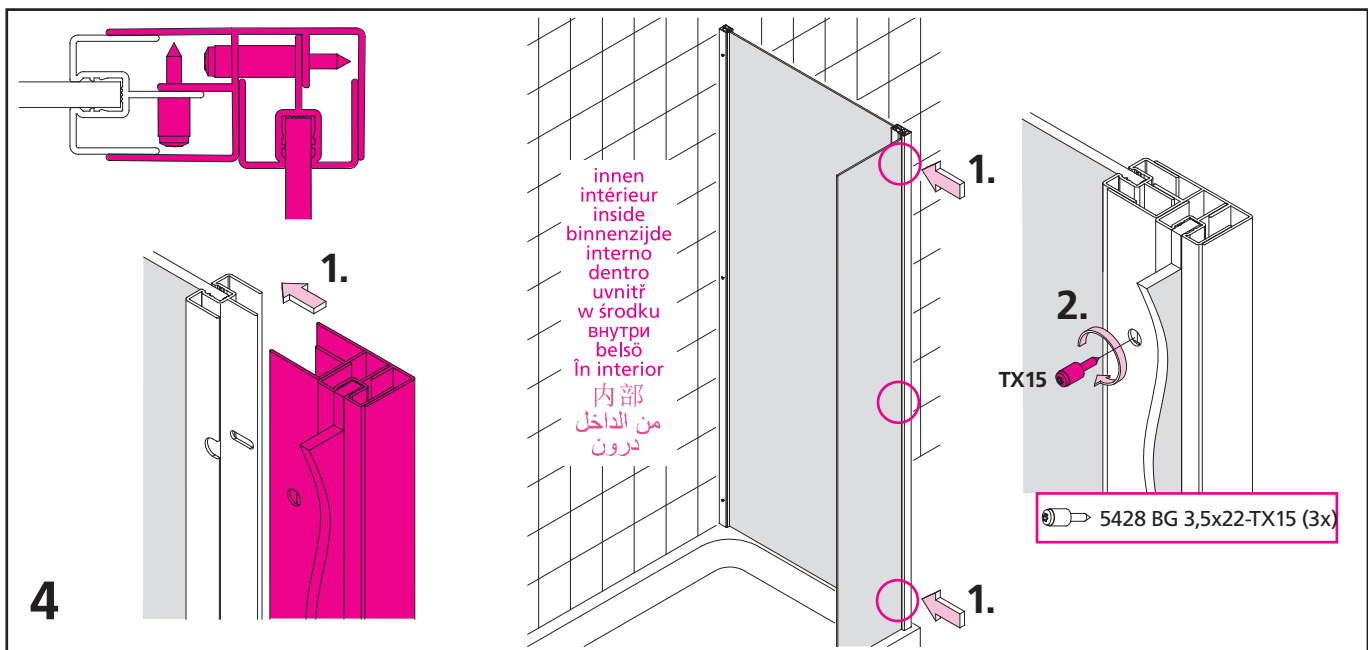 1.
4
innen
intérieur
inside
binnenzijde
interno
dentro
uvnitř
w środku
внутри
belsö
În interior
内部
من الداخل
درون
1.
1.
2.
TX15
5428 BG 3,5x22-TX15 (3x)